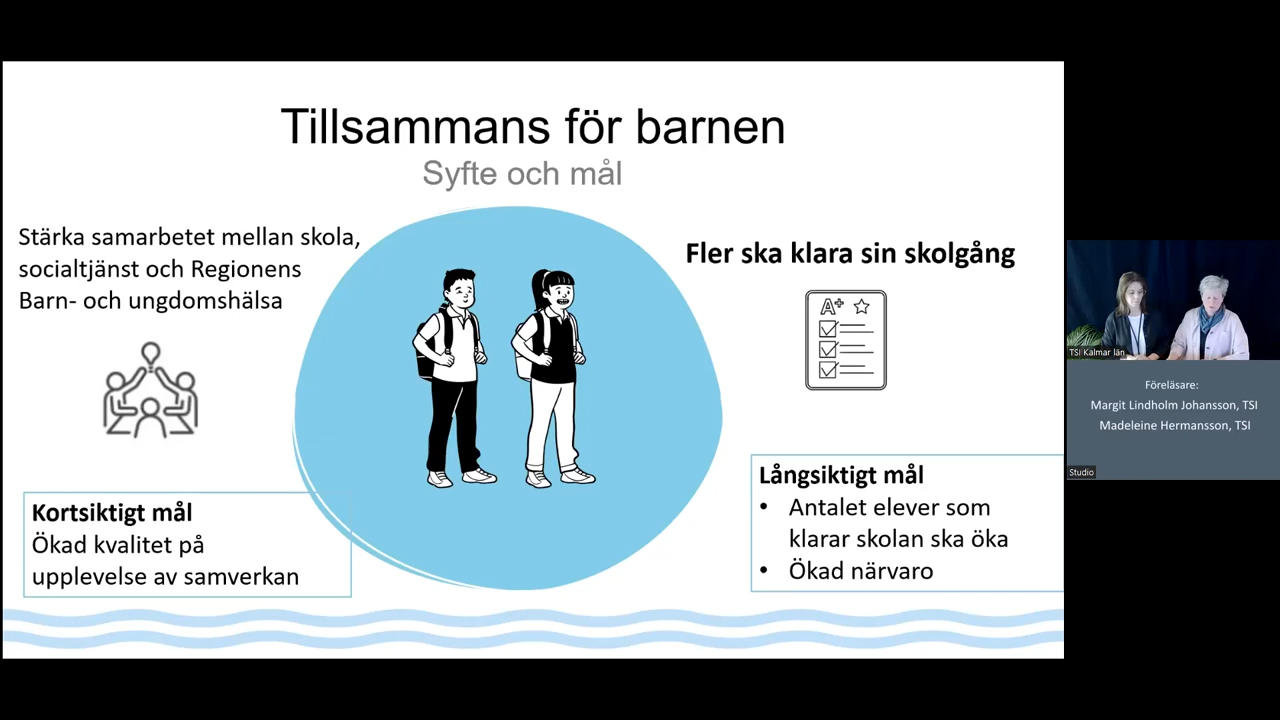 Tillsammans för barnen
Syfte och mål
Stärka samarbetet mellan skola,
socialtjänst och Regionens
Barn- och ungdomshälsa
Fler ska klara sin skolgång
A+
Kortsiktigt mål
Ökad kvalitet på
upplevelse av samverkan
Långsiktigt mål
• Antalet elever som
klarar skolan ska öka
• Ökad närvaro
TSI Kalmar län
Föreläsare:
Margit Lindholm Johansson, TSI
Madeleine Hermansson, TSI
Studio